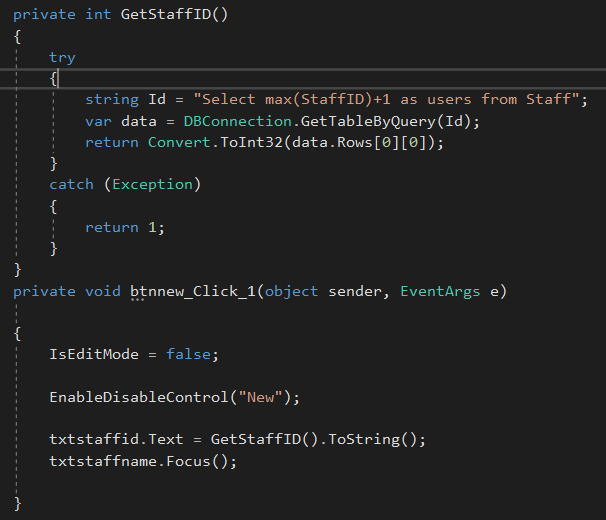 private int GetStaffID()
{
try
{
string Id = "Select max(StaffID)+1 as users from Staff";
var data = DBConnection.GetTableByQuery(Id);
return Convert.ToInt32(data.Rows[0][0]);
}
catch (Exception)
{
return 1;
}
}
private void btnnew_Click_1(object sender, EventArgs e)
{
IsEditMode = false;
EnableDisableControl("New");
txtstaffid.Text = GetStaffID().ToString();
txtstaffname.Focus();
}